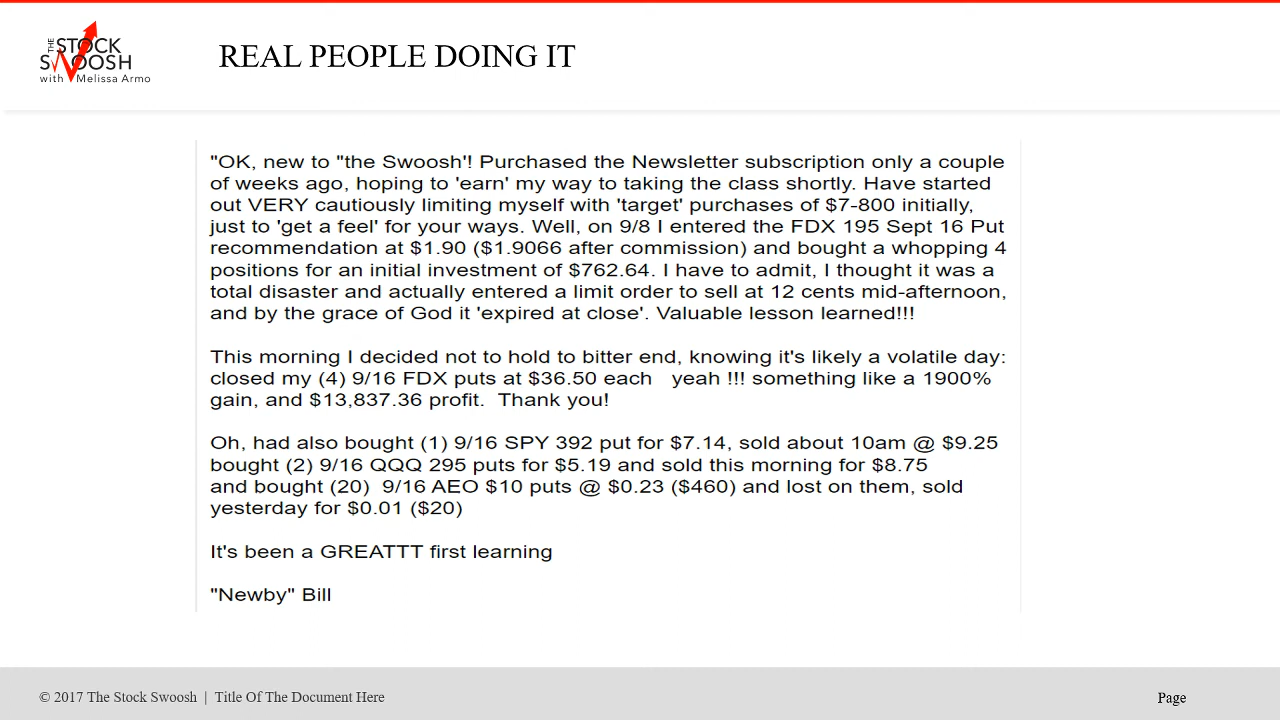 THE STOCK
SWOOSH
with Melissa Armo
REAL PEOPLE DOING IT
"OK, new to "the Swoosh'! Purchased the Newsletter subscription only a couple
of weeks ago, hoping to 'earn' my way to taking the class shortly. Have started
out VERY cautiously limiting myself with 'target' purchases of $7-800 initially,
just to 'get a feel' for your ways. Well, on 9/8 I entered the FDX 195 Sept 16 Put
recommendation at $1.90 ($1.9066 after commission) and bought a whopping 4
positions for an initial investment of $762.64. I have to admit, I thought it was a
total disaster and actually entered a limit order to sell at 12 cents mid-afternoon,
and by the grace of God it 'expired at close'. Valuable lesson learned!!!
This morning I decided not to hold to bitter end, knowing it's likely a volatile day:
closed my (4) 9/16 FDX puts at $36.50 each yeah !!! something like a 1900%
gain, and $13,837.36 profit. Thank you!
Oh, had also bought (1) 9/16 SPY 392 put for $7.14, sold about 10am @ $9.25
bought (2) 9/16 QQQ 295 puts for $5.19 and sold this morning for $8.75
and bought (20) 9/16 AEO $10 puts @ $0.23 ($460) and lost on them, sold
yesterday for $0.01 ($20)
It's been a GREATTT first learning
"Newby" Bill
© 2017 The Stock Swoosh | Title Of The Document Here
Page